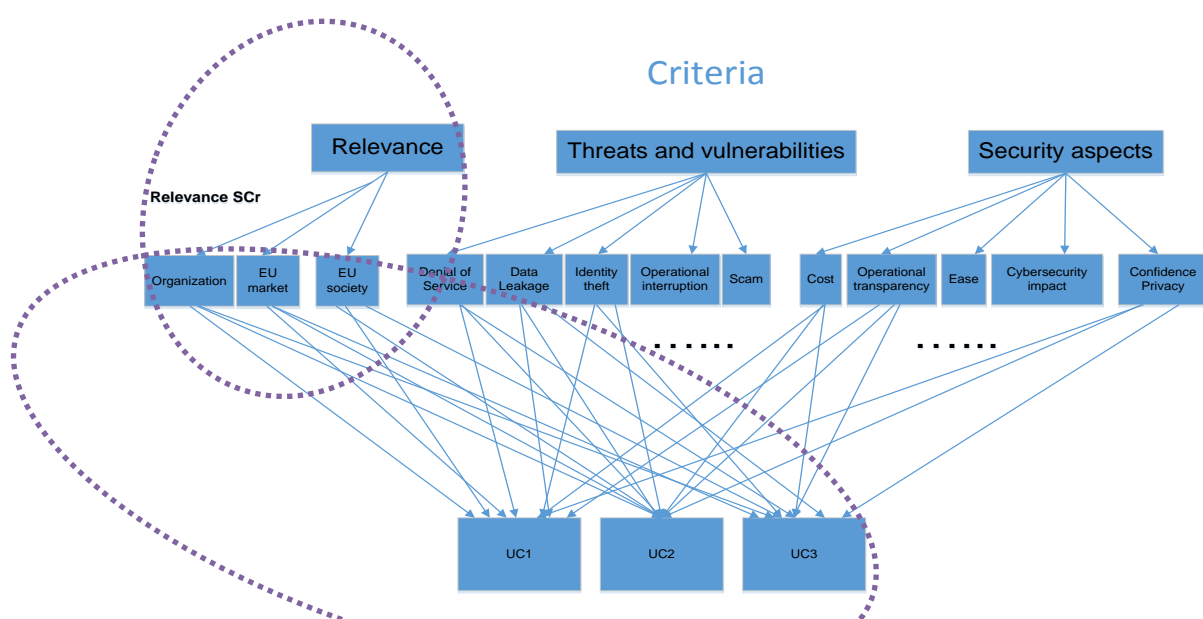 Criteria
Relevance
Threats and vulnerabilities
Security aspects
Relevance SCr
Organization
EU
market
EU
society
Denial of
Service
Data
Leakage
Identity
theft
Operational
interruption
Scam
Cost
Operational
transparency
Ease
Cybersecurity
impact
Confidence
Privacy
......
......
UC1
UC2
UC3